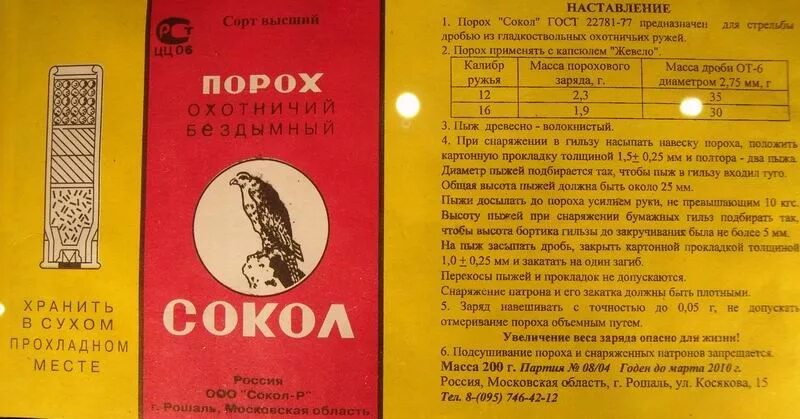 ХРАНИТЬ
В СУХОМ
ПРОХЛАДНОМ
МЕСТЕ
Сорт высший
РСТ
ЦЦ 06
ПОРОХ
ОХОТНИЧИЙ
БЕЗДЫМНЫЙ
СОКОЛ
Россия
ООО "Сокол-Р"
г. Рошаль, Московская область
НАСТАВЛЕНИЕ
1. Порох "Сокол" ГОСТ 22781-77 предназначен для стрельбы
дробью из гладкоствольных охотничьих ружей.
2. Порох применять с капсюлем "Жевело".
Калибр ружья | Масса порохового заряда, г. | Масса дроби ОТ-6 диаметром 2,75 мм, г
12 | 2,3 | 35
16 | 1,9 | 30
3. Пыж древесно - волокнистый.
4. При снаряжении в гильзу насыпать навеску пороха, положить
картонную прокладку толщиной 1,5± 0,25 мм и полтора - два пыжа.
Диаметр пыжей подбирается так, чтобы пыж в гильзу входил туго.
Общая высота пыжей должна быть около 25 мм.
Пыжи досылать до пороха усилием руки, не превышающим 10 кгс.
Высоту пыжей при снаряжении бумажных гильз подбирать так,
чтобы высота бортика гильзы до закручивания была не более 5 мм.
На пыж засыпать дробь, закрыть картонной прокладкой толщиной
1,0 ± 0,25 мм и закатать на один загиб.
Перекосы пыжей и прокладок не допускаются.
Снаряжение патрона и его закатка должны быть плотными.
5. Заряд навешивать с точностью до 0,05 г, не допускать
отмеривание пороха объемным путем.
Увеличение веса заряда опасно для жизни!
6. Подсушивание пороха и снаряженных патронов запрещается.
Масса 200 г. Партия № 08/04 Годен до марта 2010 г.
Россия, Московская область, г. Рошаль, ул. Косякова, 15
Тел. 8-(095) 746-42-12